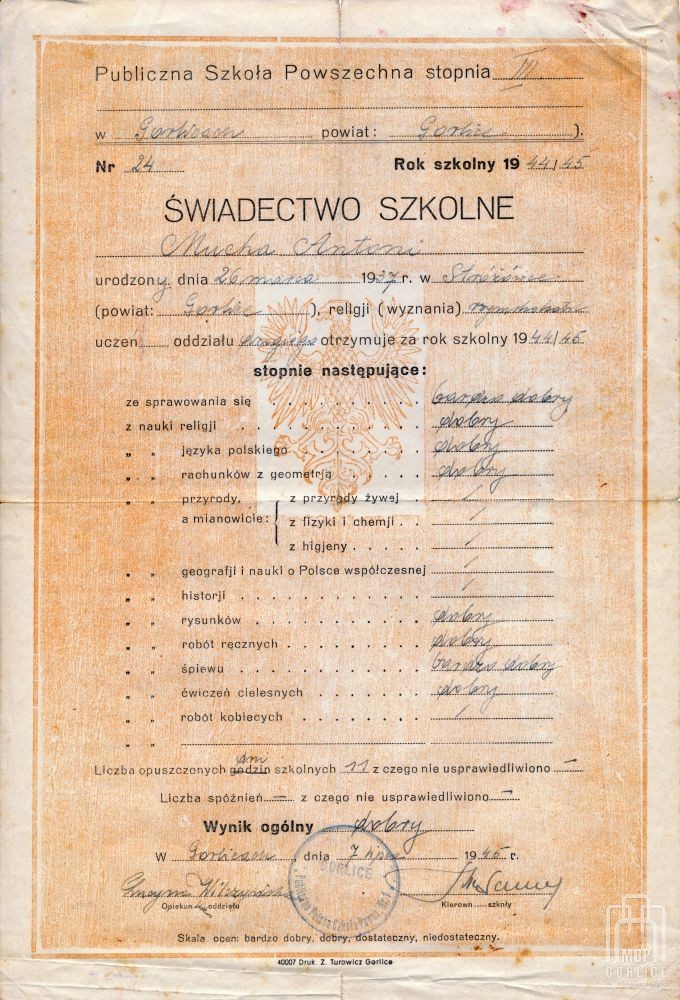 Publiczna Szkoła Powszechna stopnia III.
w Gorlicach powiat: Gorlice ).
Nr 24 Rok szkolny 1944/45
ŚWIADECTWO SZKOLNE
Mucha Antoni
urodzony dnia 26 marca 1937 r. w Stróżówce
(powiat: Gorlice ), religji (wyznania) rzymskokatol
uczeń oddziału drugiego otrzymuje za rok szkolny 1944/45
stopnie następujące:
ze sprawowania się bardzo dobry
z nauki religji dobry
„ „ języka polskiego dobry
„ „ rachunków z geometrją dobry
„ „ przyrody, z przyrody żywej /
a mianowicie: z fizyki i chemji /
z higjeny /
„ „ geografji i nauki o Polsce współczesnej /
„ „ historji /
„ „ rysunków dobry
„ „ robót ręcznych dobry
„ „ śpiewu bardzo dobry
„ „ ćwiczeń cielesnych dobry
„ „ robót kobiecych /
„ „
Liczba opuszczonych godzin dni szkolnych 11 z czego nie usprawiedliwiono —
Liczba spóźnień — z czego nie usprawiedliwiono —
Wynik ogólny dobry
w Gorlicach, dnia 7 lipca 1945 r.
GORLICE
Wilczyńska
Opiekun oddziału Kierown szkoły
Skala ocen: bardzo dobry, dobry, dostateczny, niedostateczny.
40007 Druk. Z. Turowicz Gorlice
MBP
GORLICE